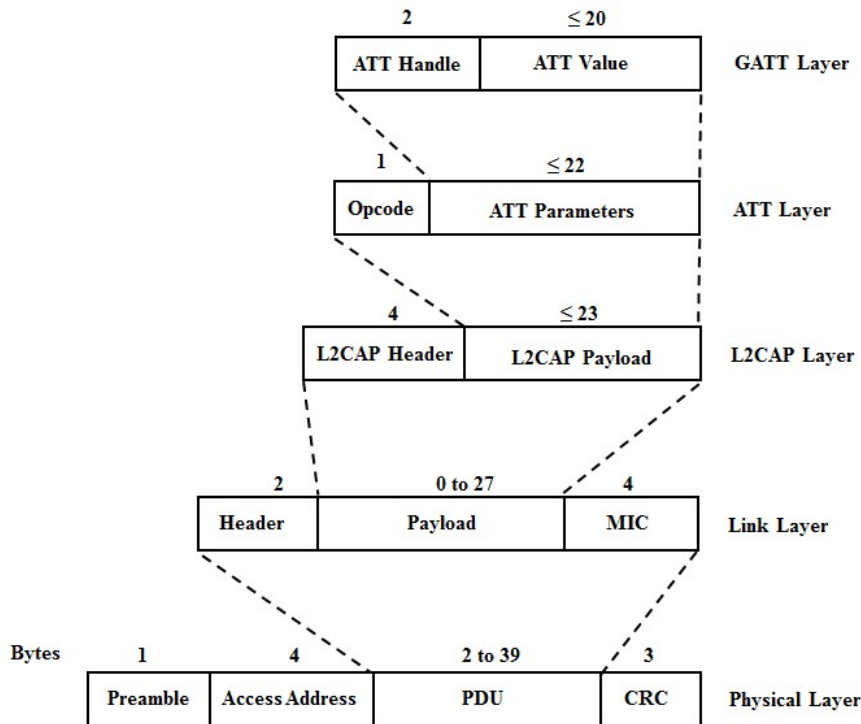 2 ≤ 20
ATT Handle ATT Value GATT Layer
1 ≤ 22
Opcode ATT Parameters ATT Layer
4 ≤ 23
L2CAP Header L2CAP Payload L2CAP Layer
2 0 to 27 4
Header Payload MIC Link Layer
Bytes 1 4 2 to 39 3
Preamble Access Address PDU CRC Physical Layer